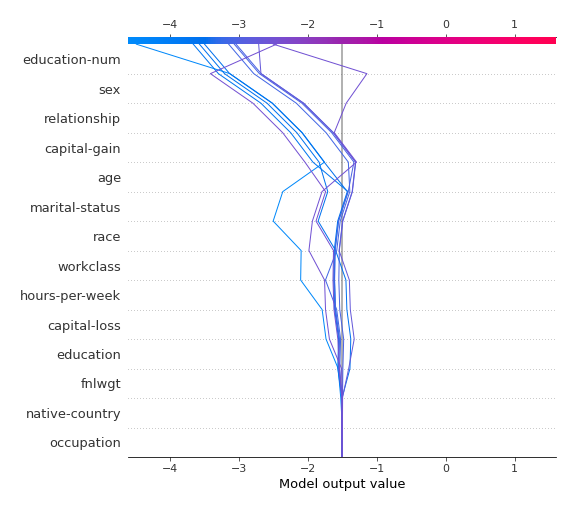 −4 −3 −2 −1 0 1
education-num
sex
relationship
capital-gain
age
marital-status
race
workclass
hours-per-week
capital-loss
education
fnlwgt
native-country
occupation
−4 −3 −2 −1 0 1
Model output value